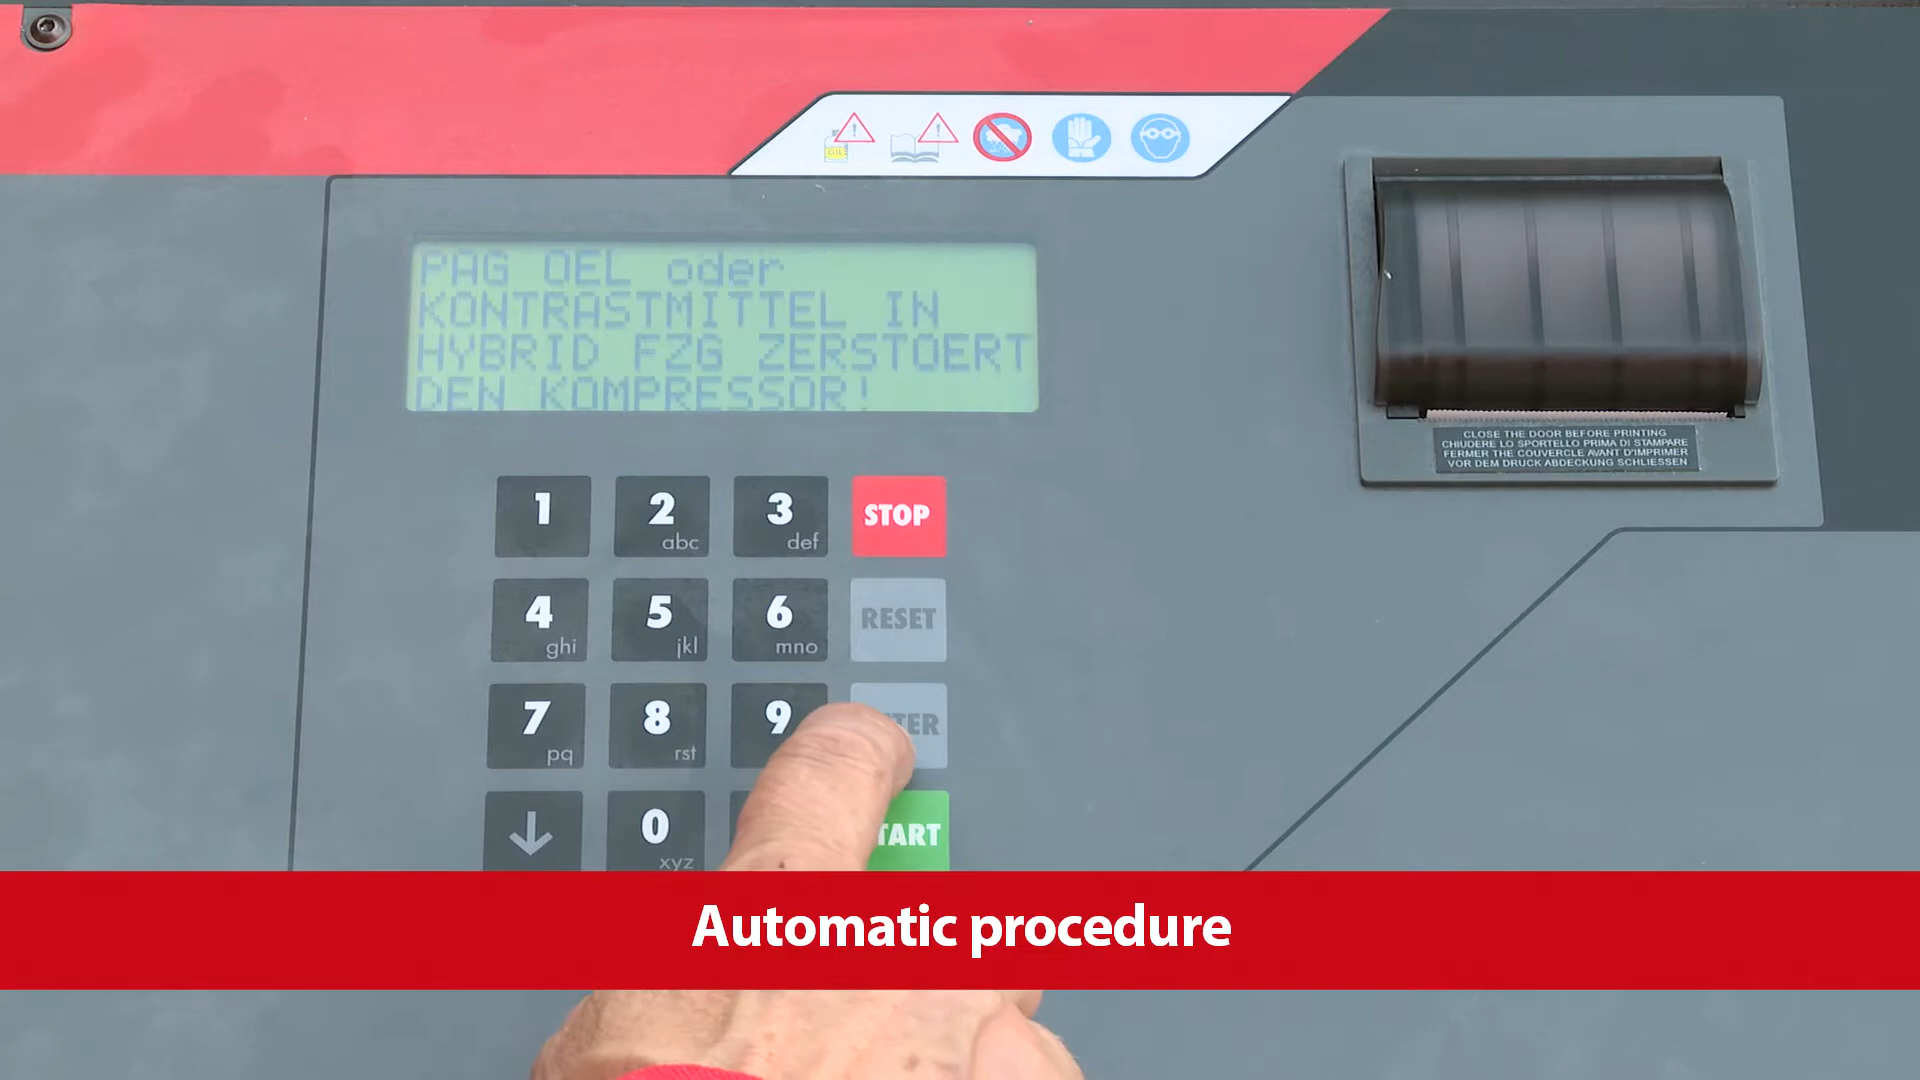 OIL
PAG OEL oder
KONTRASTMITTEL IN
HYBRID FZG ZERSTOERT
DEN KOMPRESSOR!
CLOSE THE DOOR BEFORE PRINTING
CHIUDERE LO SPORTELLO PRIMA DI STAMPARE
FERMER THE COUVERCLE AVANT D'IMPRIMER
VOR DEM DRUCK ABDECKUNG SCHLIESSEN
1
2 abc
3 def
STOP
4 ghi
5 jkl
6 mno
RESET
7 pq
8 rst
9
0 xyz
Automatic procedure